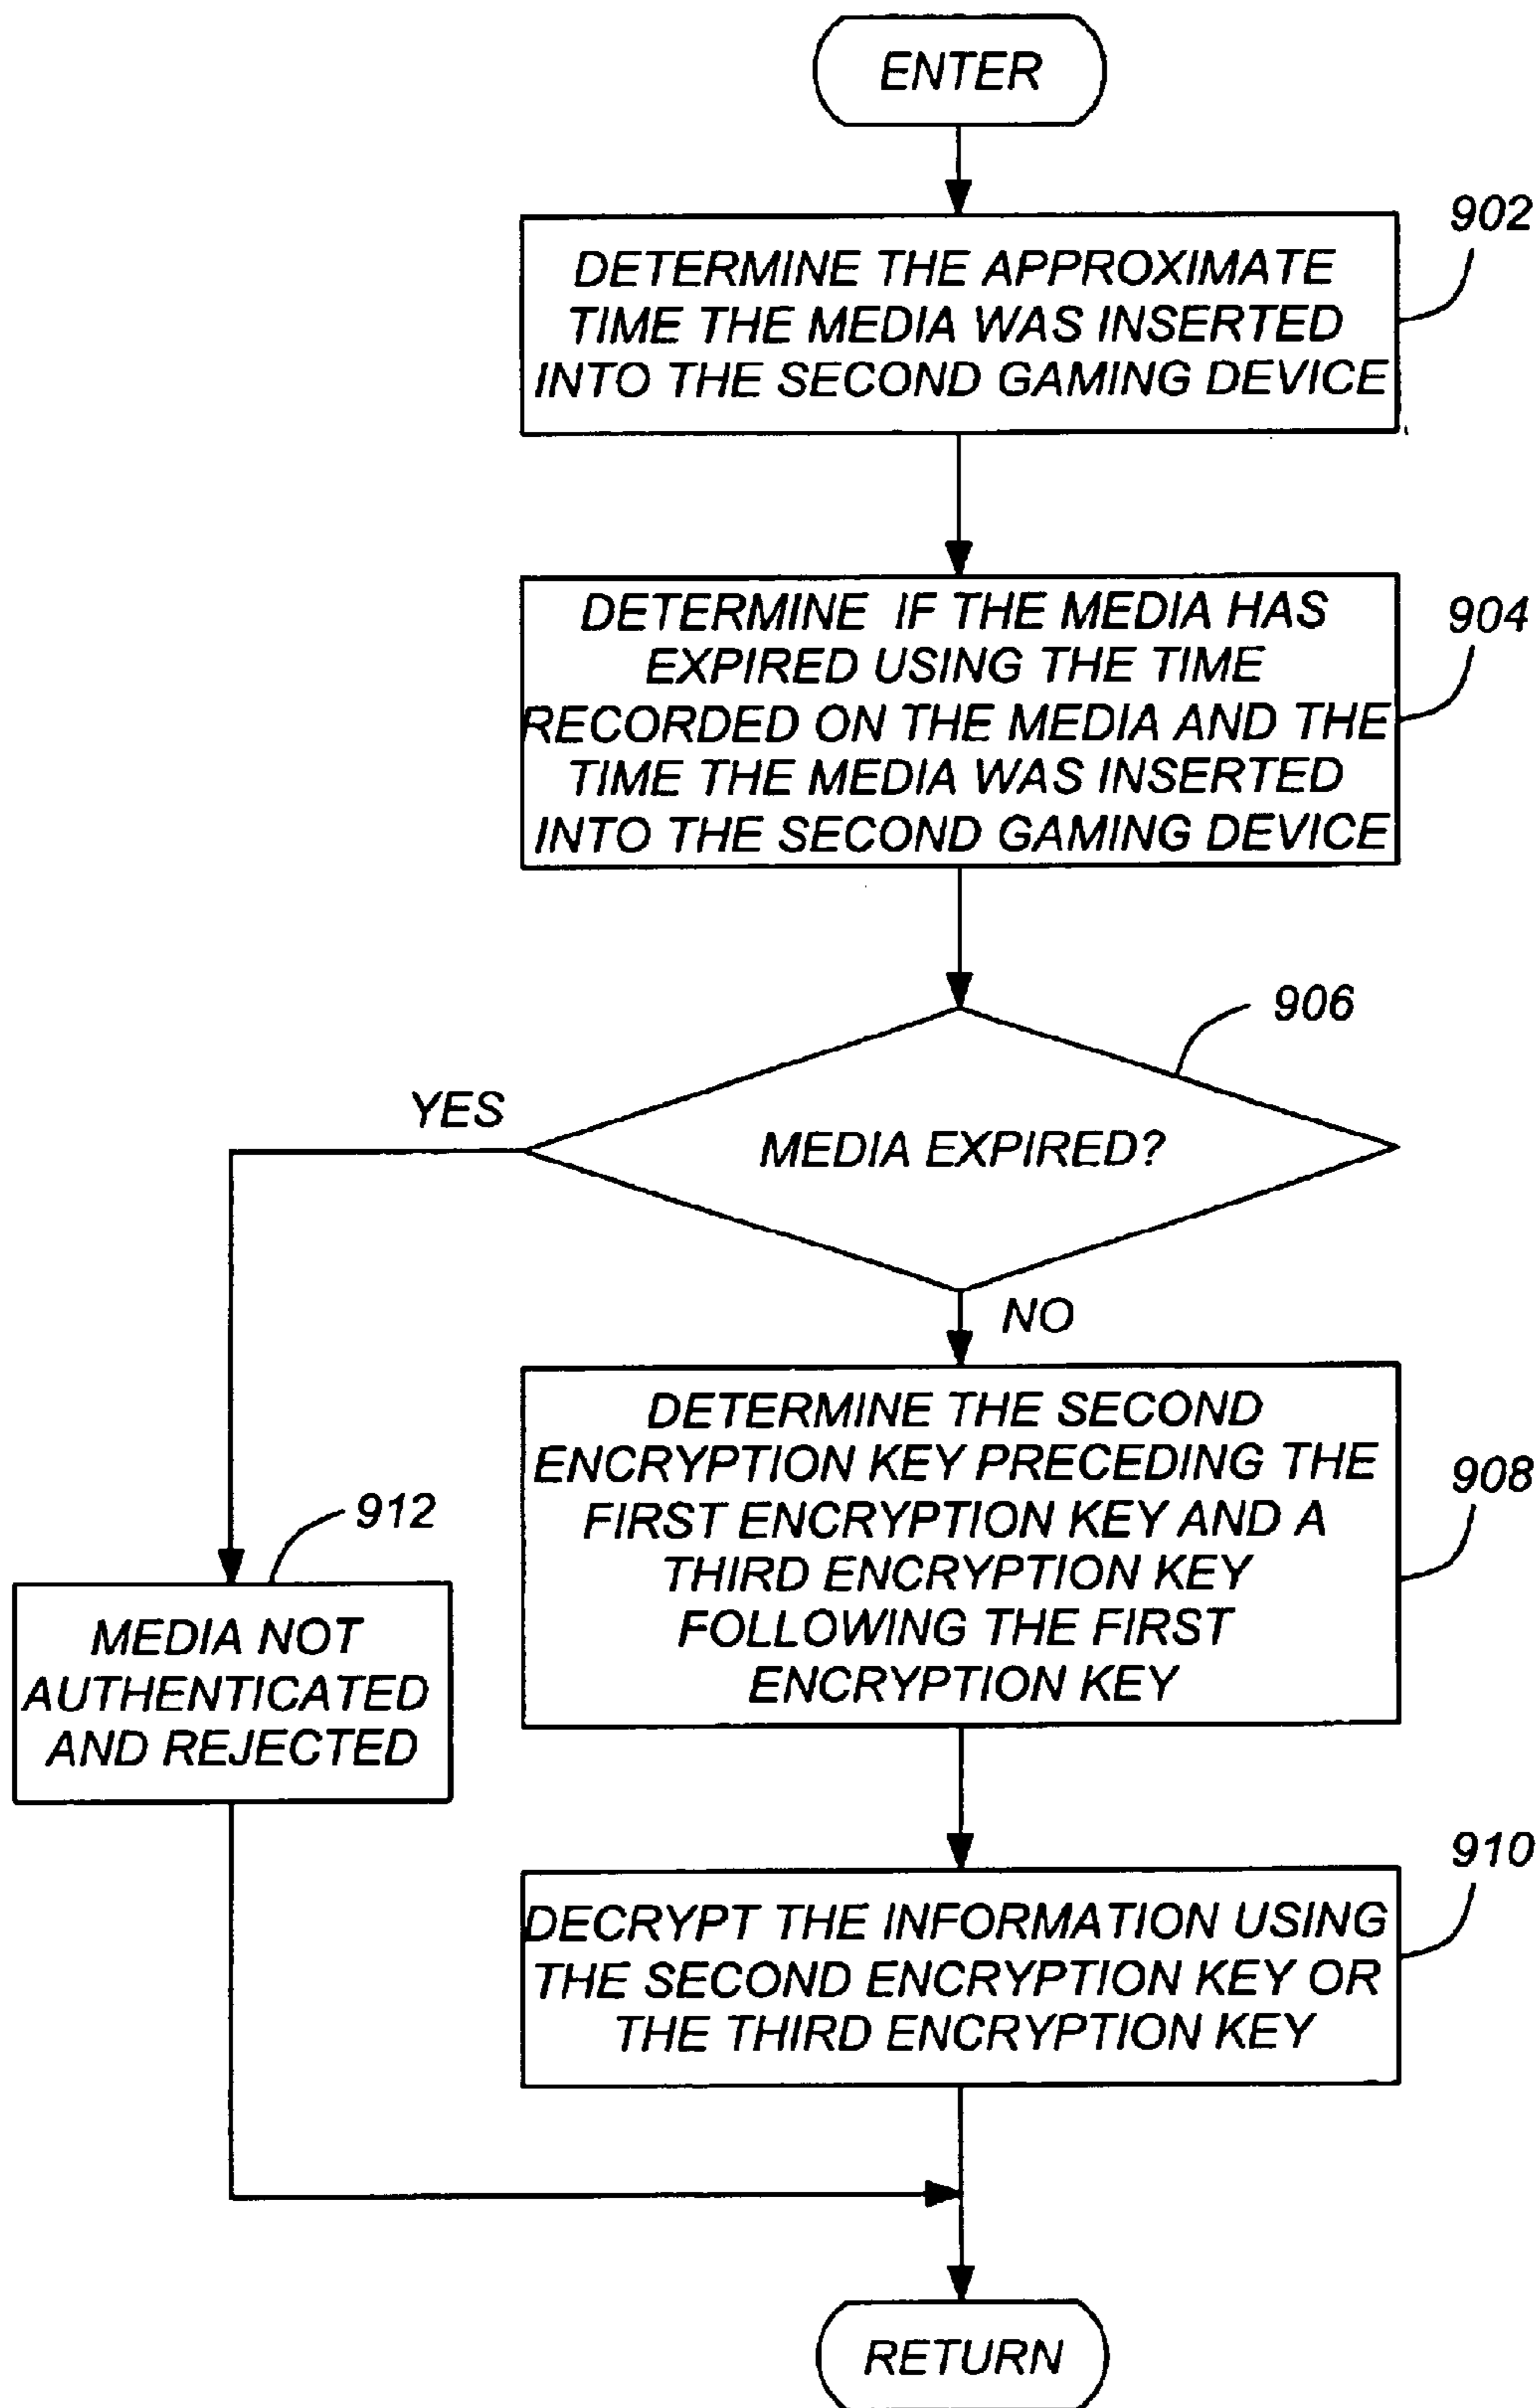 ENTER
902
DETERMINE THE APPROXIMATE
TIME THE MEDIA WAS INSERTED
INTO THE SECOND GAMING DEVICE
904
DETERMINE IF THE MEDIA HAS
EXPIRED USING THE TIME
RECORDED ON THE MEDIA AND THE
TIME THE MEDIA WAS INSERTED
INTO THE SECOND GAMING DEVICE
906
YES
MEDIA EXPIRED?
NO
908
DETERMINE THE SECOND
ENCRYPTION KEY PRECEDING THE
FIRST ENCRYPTION KEY AND A
THIRD ENCRYPTION KEY
FOLLOWING THE FIRST
ENCRYPTION KEY
912
MEDIA NOT
AUTHENTICATED
AND REJECTED
910
DECRYPT THE INFORMATION USING
THE SECOND ENCRYPTION KEY OR
THE THIRD ENCRYPTION KEY
RETURN